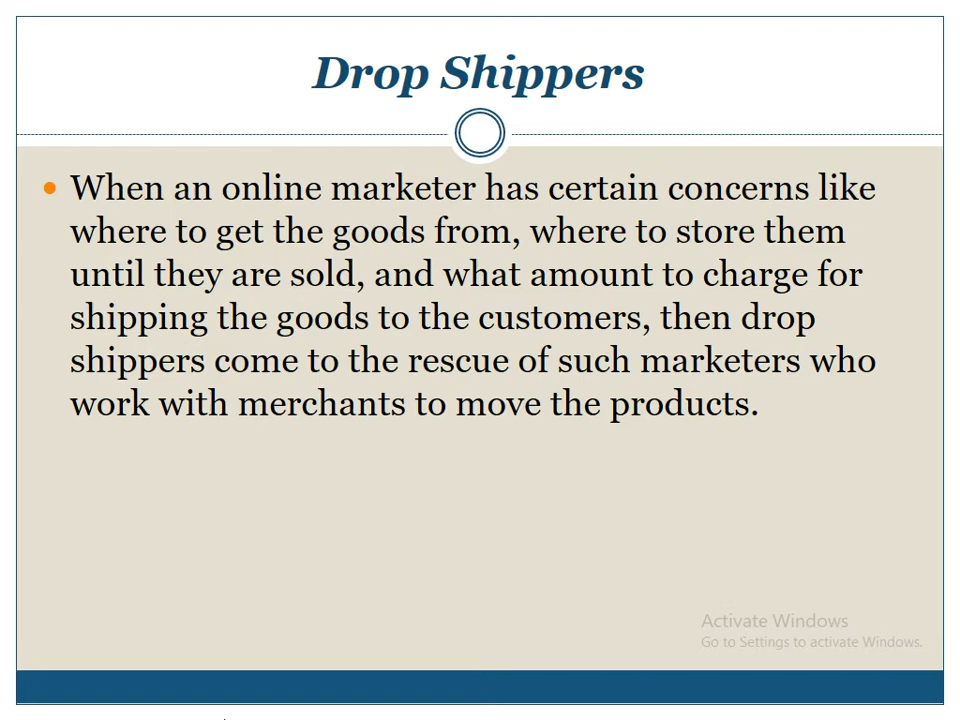 Drop Shippers
When an online marketer has certain concerns like
where to get the goods from, where to store them
until they are sold, and what amount to charge for
shipping the goods to the customers, then drop
shippers come to the rescue of such marketers who
work with merchants to move the products.
Activate Windows
Go to Settings to activate Windows.